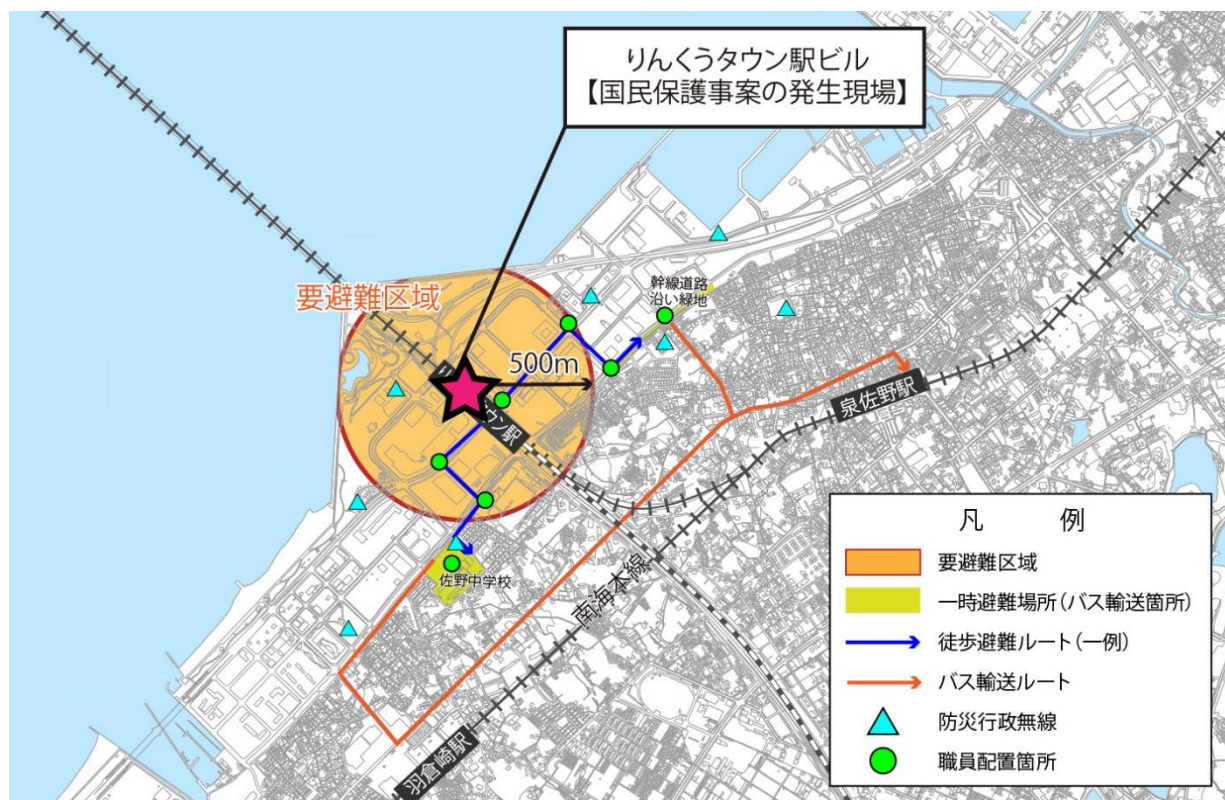 りんくうタウン駅ビル
【国民保護事案の発生現場】
要避難区域
500m
幹線道路
沿い緑地
ウン駅
泉佐野駅
佐野中学校
南海本線
羽倉崎駅
凡 例
要避難区域
一時避難場所(バス輸送箇所)
徒歩避難ルート(一例)
バス輸送ルート
防災行政無線
職員配置箇所